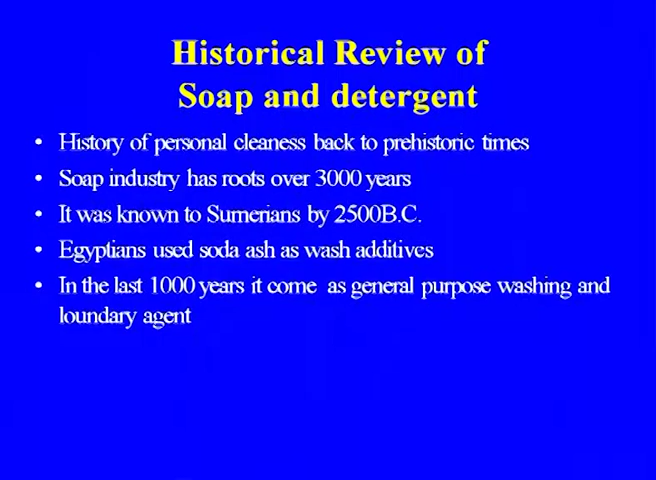 Historical Review of
Soap and detergent
• History of personal cleaness back to prehistoric times
• Soap industry has roots over 3000 years
• It was known to Sumerians by 2500B.C.
• Egyptians used soda ash as wash additives
• In the last 1000 years it come as general purpose washing and
loundary agent